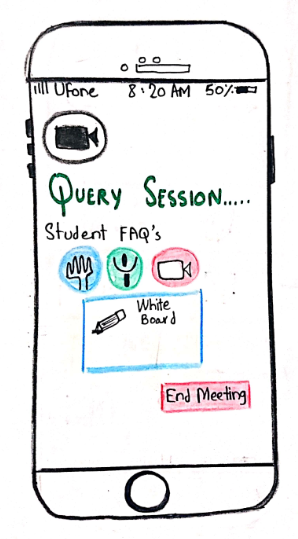 Ufone 8:20 AM 50%
QUERY SESSION.....
Student FAQ's
White
Board
End Meeting